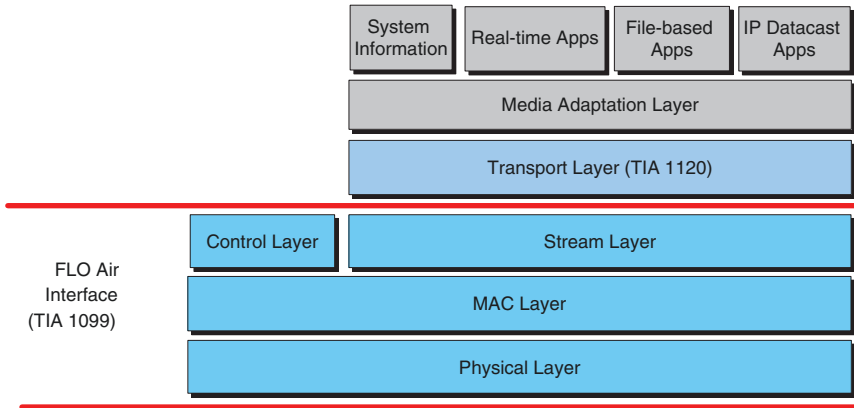 System
Information
Real-time Apps
File-based
Apps
IP Datacast
Apps
Media Adaptation Layer
Transport Layer (TIA 1120)
Control Layer
Stream Layer
FLO Air
Interface
(TIA 1099)
MAC Layer
Physical Layer